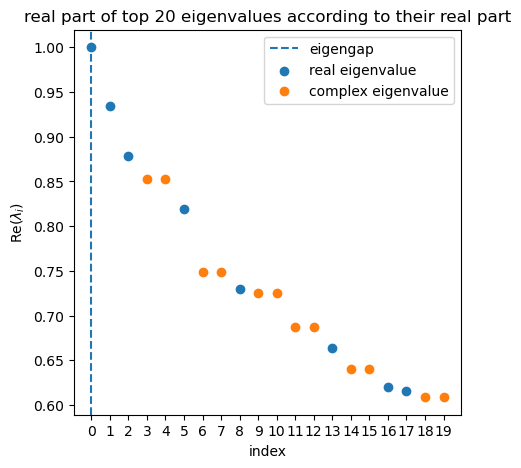 real part of top 20 eigenvalues according to their real part
eigengap
real eigenvalue
complex eigenvalue
1.00
0.95
0.90
0.85
0.80
0.75
0.70
0.65
0.60
Re(λᵢ)
0 1 2 3 4 5 6 7 8 9 10 11 12 13 14 15 16 17 18 19
index